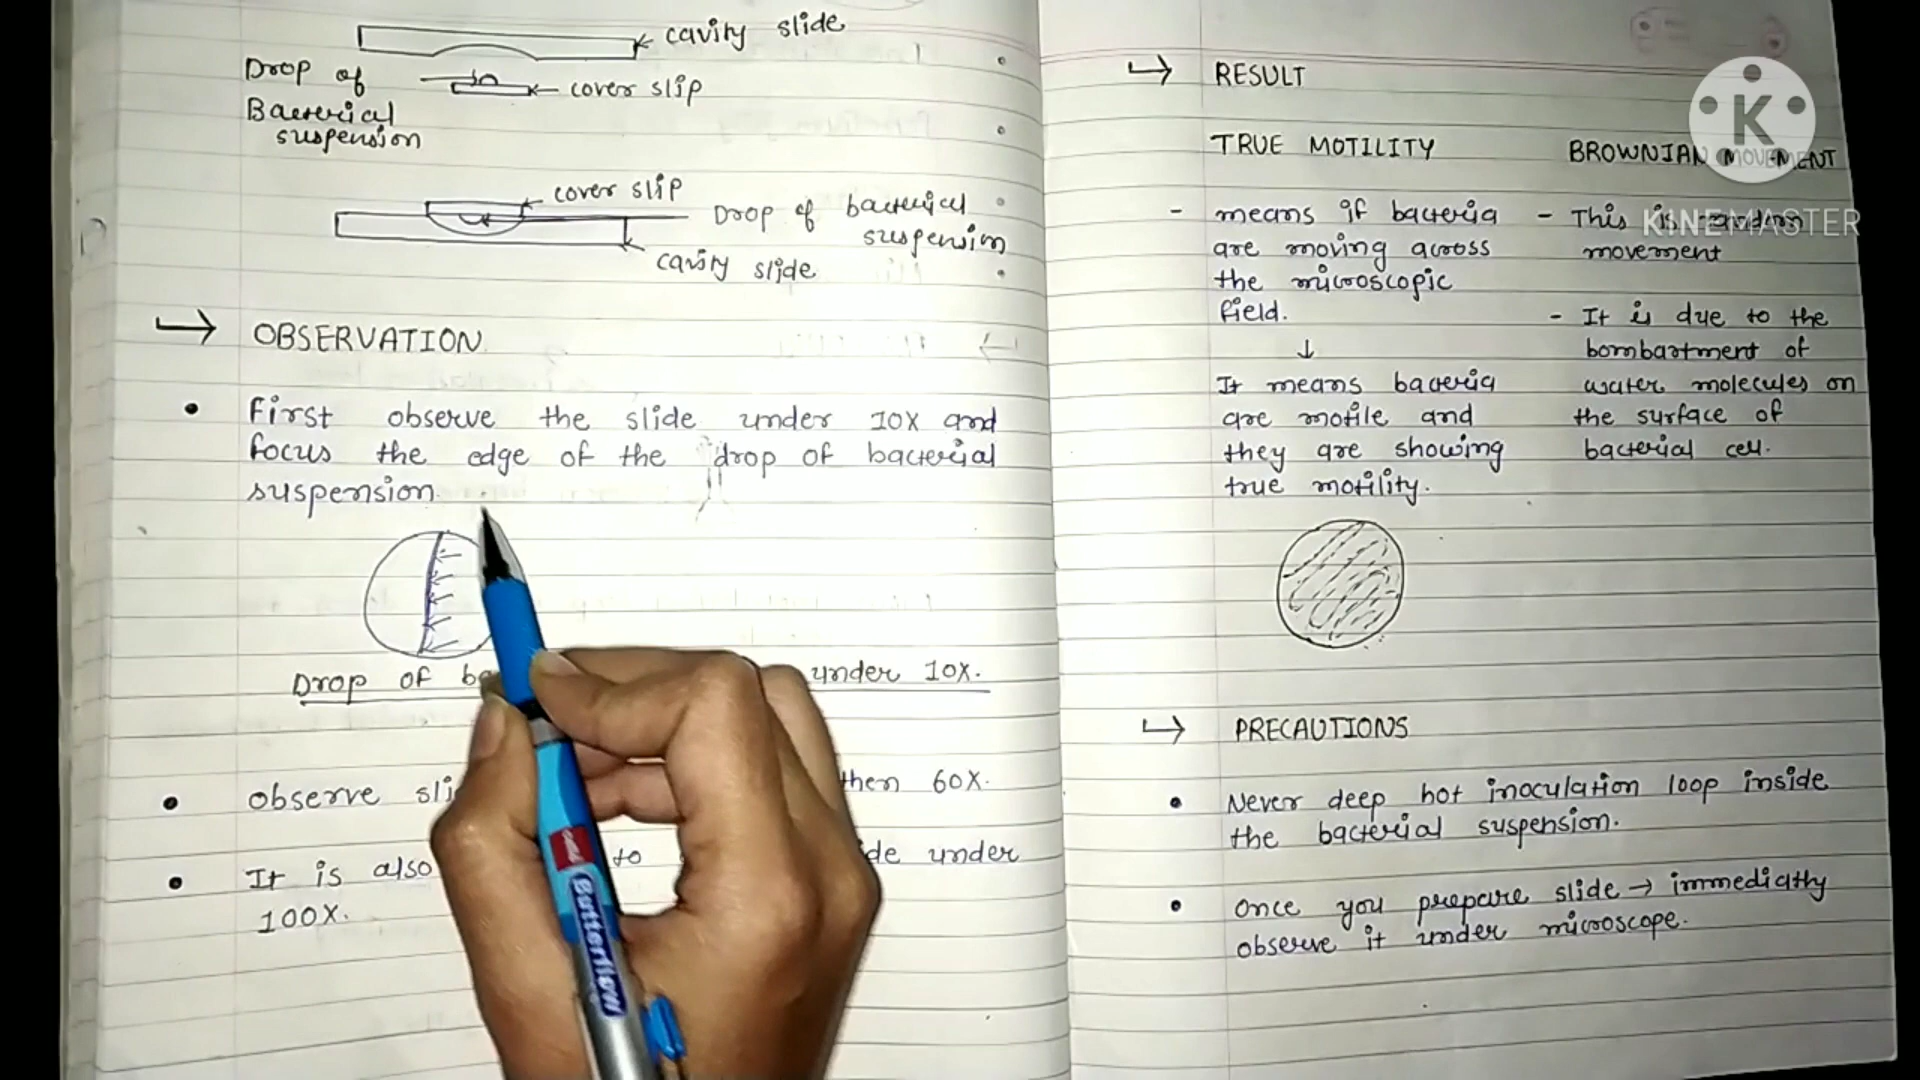 cavity slide
Drop of
Bacterial
suspension
cover slip
cover slip
Drop of bacterial
suspension
cavity slide
OBSERVATION
• First observe the slide under 10X and
focus the edge of the drop of bacterial
suspension.
Drop of under 10X.
• Observe then 60X.
• It is also to under
100X.
RESULT
TRUE MOTILITY
- means if bacteria
are moving across
the microscopic
field.
↓
It means bacteria
are motile and
they are showing
true motility.
BROWNIAN MOVEMENT
- This is random
movement
- It is due to the
bombartment of
water molecules on
the surface of
bacterial cell.
PRECAUTIONS
• Never deep hot inoculation loop inside
the bacterial suspension.
• Once you prepare slide → immediatly
observe it under microscope.
K
KINEMASTER
Butterflow